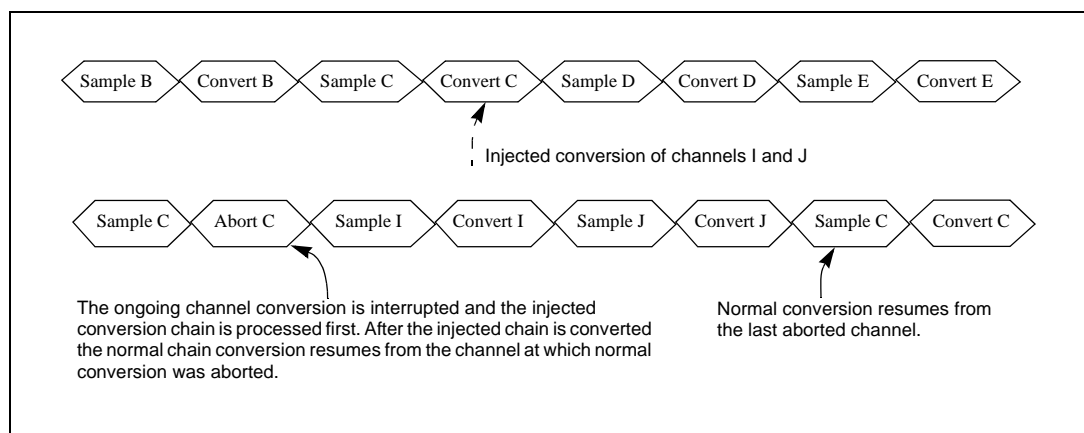 Sample B Convert B Sample C Convert C Sample D Convert D Sample E Convert E
Injected conversion of channels I and J
Sample C Abort C Sample I Convert I Sample J Convert J Sample C Convert C
The ongoing channel conversion is interrupted and the injected
conversion chain is processed first. After the injected chain is converted
the normal chain conversion resumes from the channel at which normal
conversion was aborted.
Normal conversion resumes from
the last aborted channel.